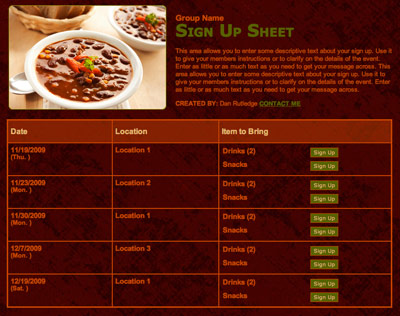 Group Name
SIGN UP SHEET
This area allows you to enter some descriptive text about your sign up. Use it
to give your members instructions or to clarify on the details of the event.
Enter as little or as much text as you need to get your message across. This
area allows you to enter some descriptive text about your sign up. Use it to
give your members instructions or to clarify on the details of the event. Enter
as little or as much text as you need to get your message across.
CREATED BY: Dan Rutledge CONTACT ME
Date Location Item to Bring
11/19/2009 Location 1 Drinks (2) Sign Up
(Thu. )
Snacks Sign Up
11/23/2009 Location 2 Drinks (2) Sign Up
(Mon. )
Snacks Sign Up
11/30/2009 Location 1 Drinks (2) Sign Up
(Mon. )
Snacks Sign Up
12/7/2009 Location 3 Drinks (2) Sign Up
(Mon. )
Snacks Sign Up
12/19/2009 Location 1 Drinks (2) Sign Up
(Sat. )
Snacks Sign Up